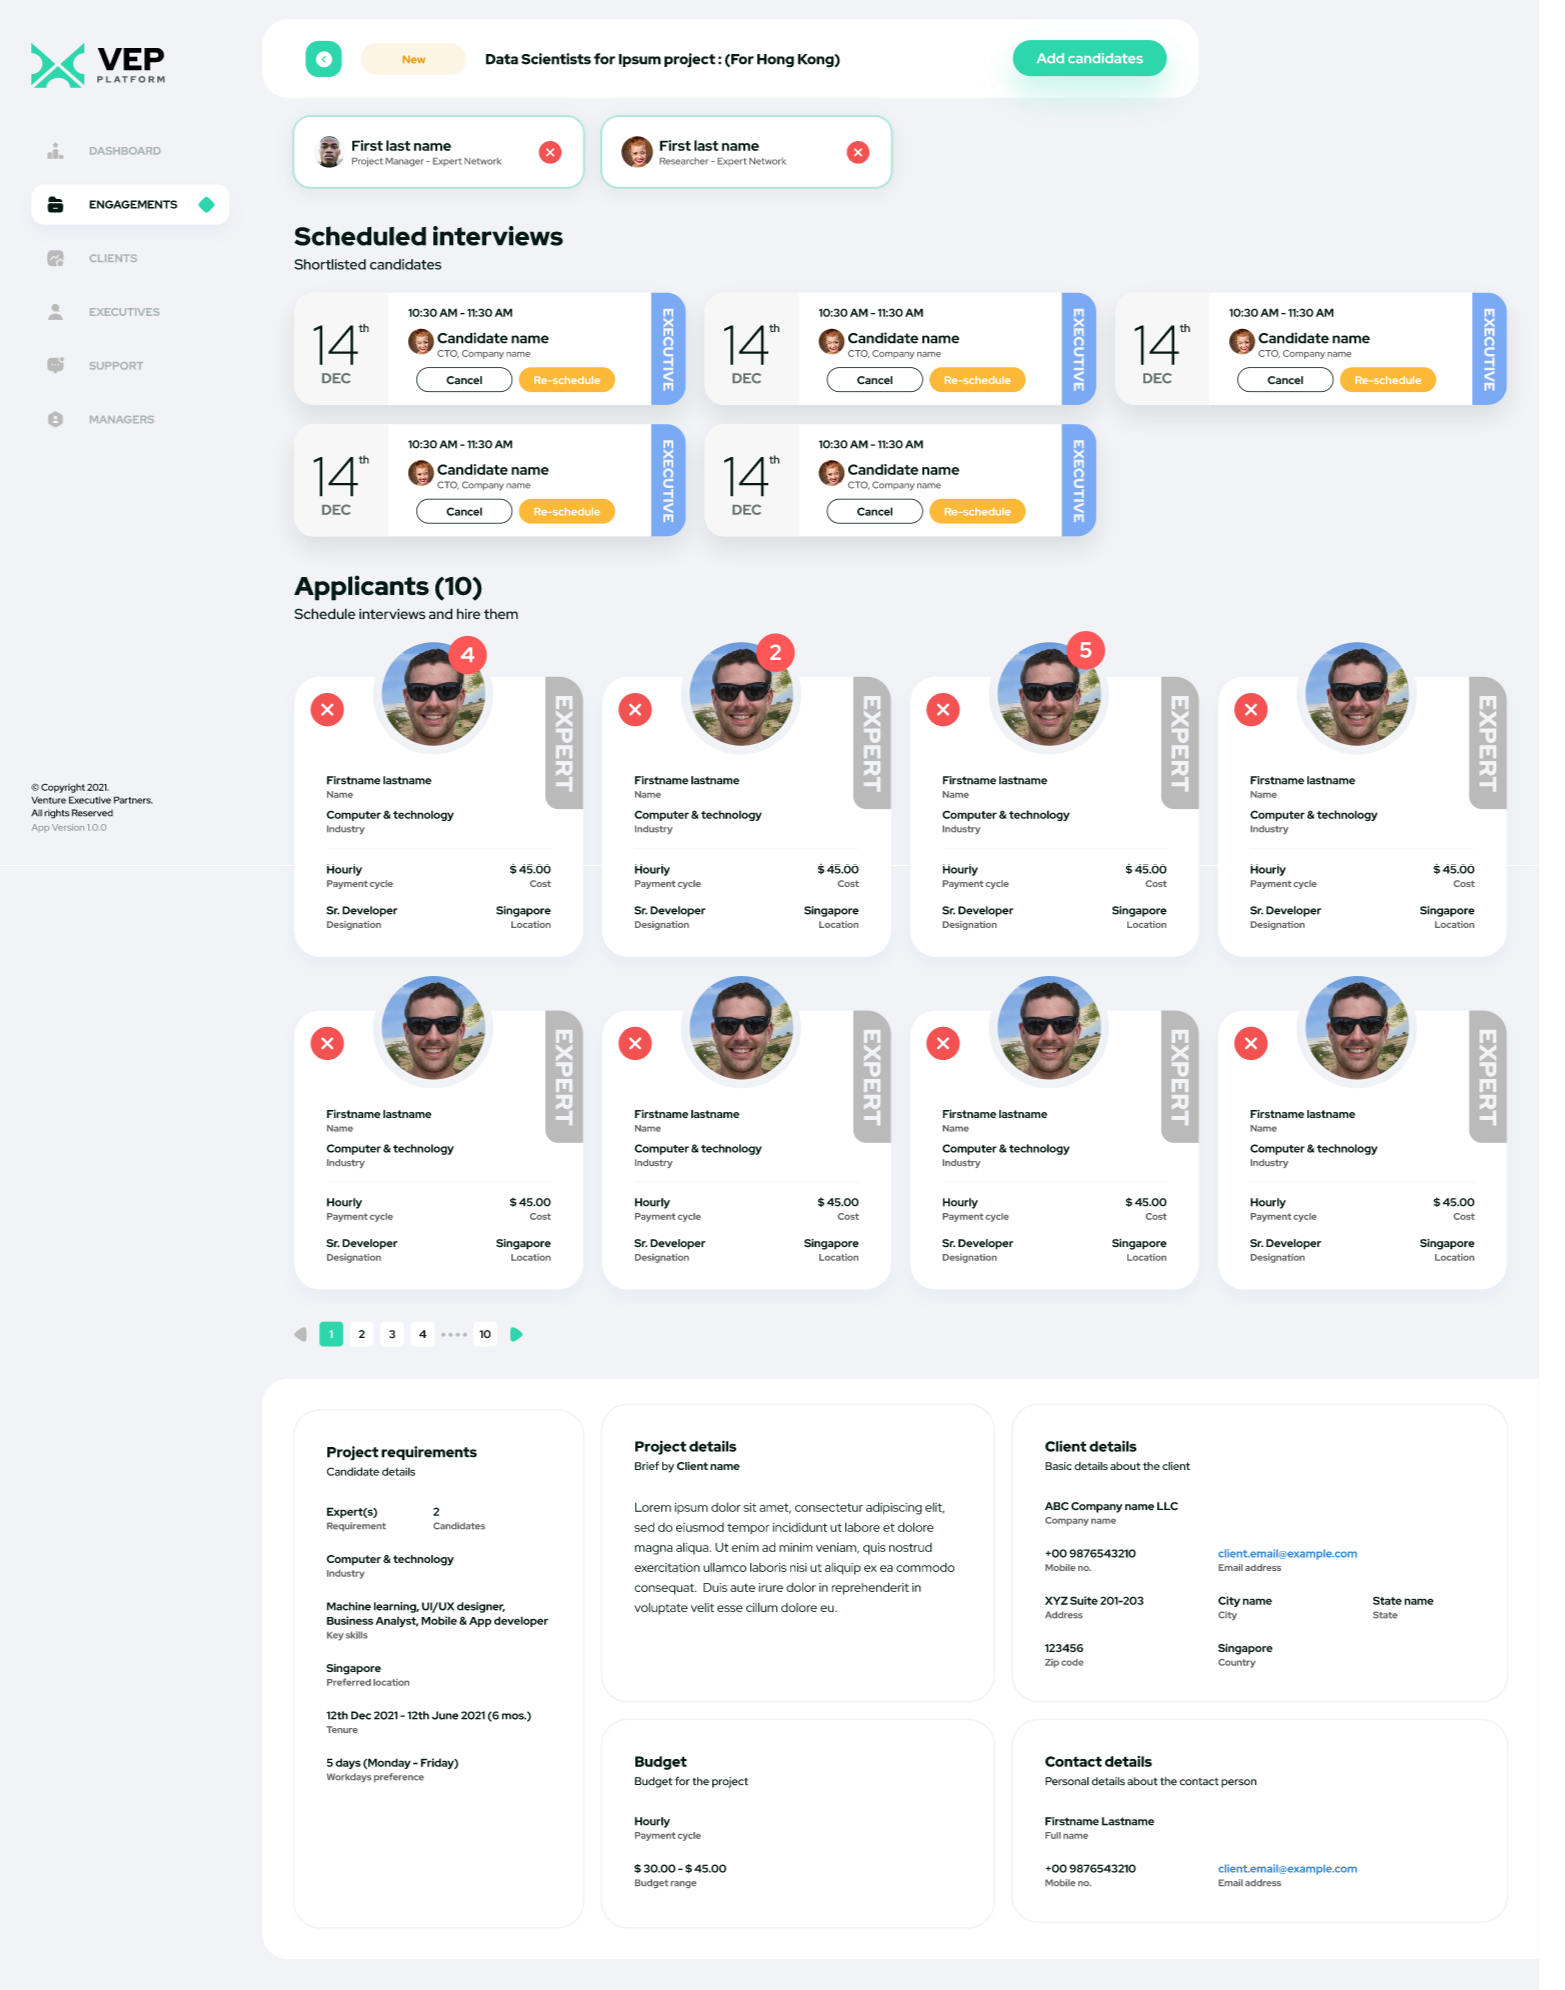 VEP
PLATFORM
DASHBOARD
ENGAGEMENTS
CLIENTS
EXECUTIVES
SUPPORT
MANAGERS
© Copyright 2021.
Venture Executive Partners.
All rights Reserved
App Version 1.0.0
New
Data Scientists for Ipsum project : (For Hong Kong)
Add candidates
First last name
Project Manager - Expert Network
First last name
Researcher - Expert Network
Scheduled interviews
Shortlisted candidates
14th
DEC
10:30 AM - 11:30 AM
Candidate name
CTO, Company name
Cancel
Re-schedule
EXECUTIVE
14th
DEC
10:30 AM - 11:30 AM
Candidate name
CTO, Company name
Cancel
Re-schedule
EXECUTIVE
14th
DEC
10:30 AM - 11:30 AM
Candidate name
CTO, Company name
Cancel
Re-schedule
EXECUTIVE
14th
DEC
10:30 AM - 11:30 AM
Candidate name
CTO, Company name
Cancel
Re-schedule
EXECUTIVE
14th
DEC
10:30 AM - 11:30 AM
Candidate name
CTO, Company name
Cancel
Re-schedule
EXECUTIVE
Applicants (10)
Schedule interviews and hire them
4
EXPERT
Firstname lastname
Name
Computer & technology
Industry
Hourly $ 45.00
Payment cycle Cost
Sr. Developer Singapore
Designation Location
2
EXPERT
Firstname lastname
Name
Computer & technology
Industry
Hourly $ 45.00
Payment cycle Cost
Sr. Developer Singapore
Designation Location
5
EXPERT
Firstname lastname
Name
Computer & technology
Industry
Hourly $ 45.00
Payment cycle Cost
Sr. Developer Singapore
Designation Location
EXPERT
Firstname lastname
Name
Computer & technology
Industry
Hourly $ 45.00
Payment cycle Cost
Sr. Developer Singapore
Designation Location
EXPERT
Firstname lastname
Name
Computer & technology
Industry
Hourly $ 45.00
Payment cycle Cost
Sr. Developer Singapore
Designation Location
EXPERT
Firstname lastname
Name
Computer & technology
Industry
Hourly $ 45.00
Payment cycle Cost
Sr. Developer Singapore
Designation Location
EXPERT
Firstname lastname
Name
Computer & technology
Industry
Hourly $ 45.00
Payment cycle Cost
Sr. Developer Singapore
Designation Location
EXPERT
Firstname lastname
Name
Computer & technology
Industry
Hourly $ 45.00
Payment cycle Cost
Sr. Developer Singapore
Designation Location
1 2 3 4 .... 10
Project requirements
Candidate details
Expert(s) 2
Requirement Candidates
Computer & technology
Industry
Machine learning, UI/UX designer,
Business Analyst, Mobile & App developer
Key skills
Singapore
Preferred location
12th Dec 2021 - 12th June 2021 (6 mos.)
Tenure
5 days (Monday - Friday)
Workdays preference
Project details
Brief by Client name
Lorem ipsum dolor sit amet, consectetur adipiscing elit,
sed do eiusmod tempor incididunt ut labore et dolore
magna aliqua. Ut enim ad minim veniam, quis nostrud
exercitation ullamco laboris nisi ut aliquip ex ea commodo
consequat. Duis aute irure dolor in reprehenderit in
voluptate velit esse cillum dolore eu.
Budget
Budget for the project
Hourly
Payment cycle
$ 30.00 - $ 45.00
Budget range
Client details
Basic details about the client
ABC Company name LLC
Company name
+00 9876543210 client.email@example.com
Mobile no. Email address
XYZ Suite 201-203 City name State name
Address City State
123456 Singapore
Zip code Country
Contact details
Personal details about the contact person
Firstname Lastname
Full name
+00 9876543210 client.email@example.com
Mobile no. Email address